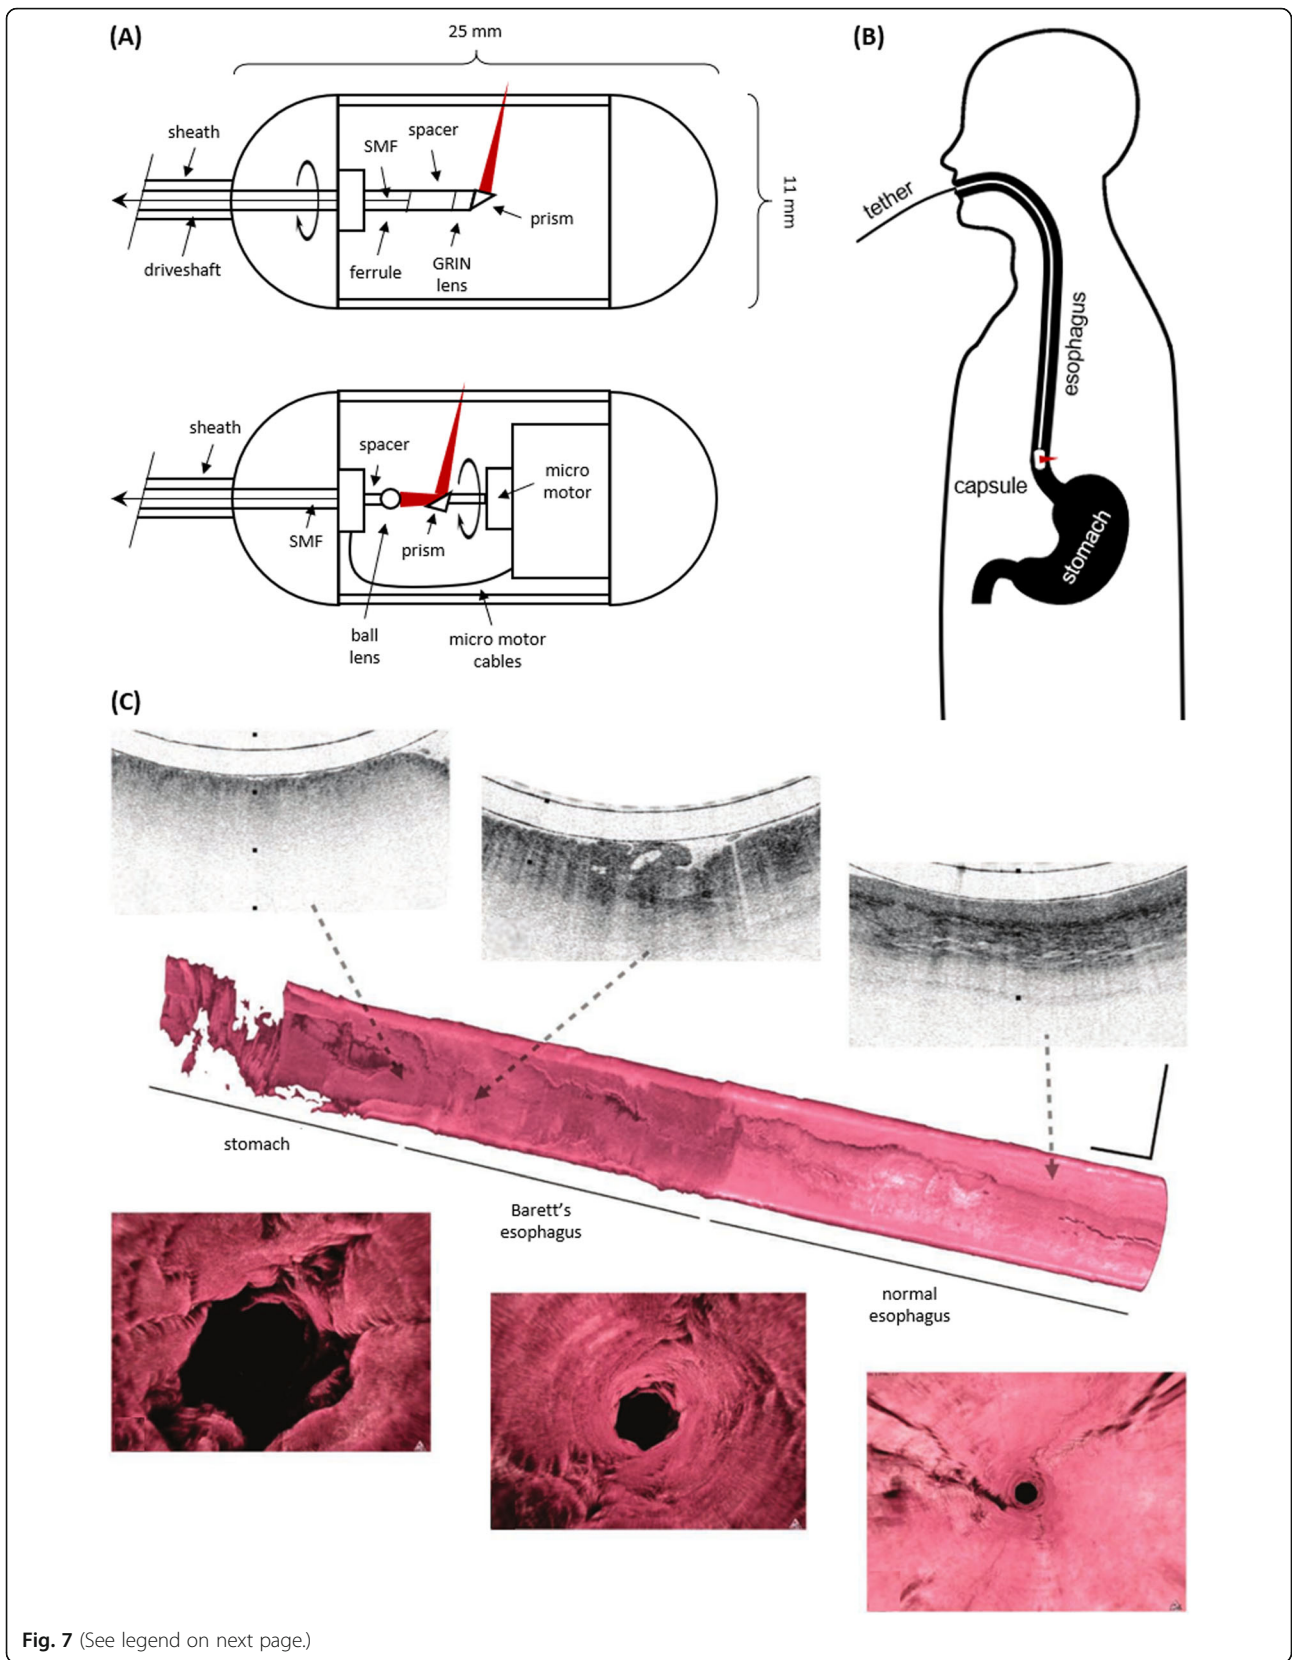 (A)
25 mm
sheath
SMF
spacer
prism
11 mm
driveshaft
ferrule
GRIN
lens
sheath
spacer
micro
motor
SMF
prism
ball
lens
micro motor
cables
(B)
tether
esophagus
capsule
stomach
(C)
stomach
Barett's
esophagus
normal
esophagus
Fig. 7 (See legend on next page.)